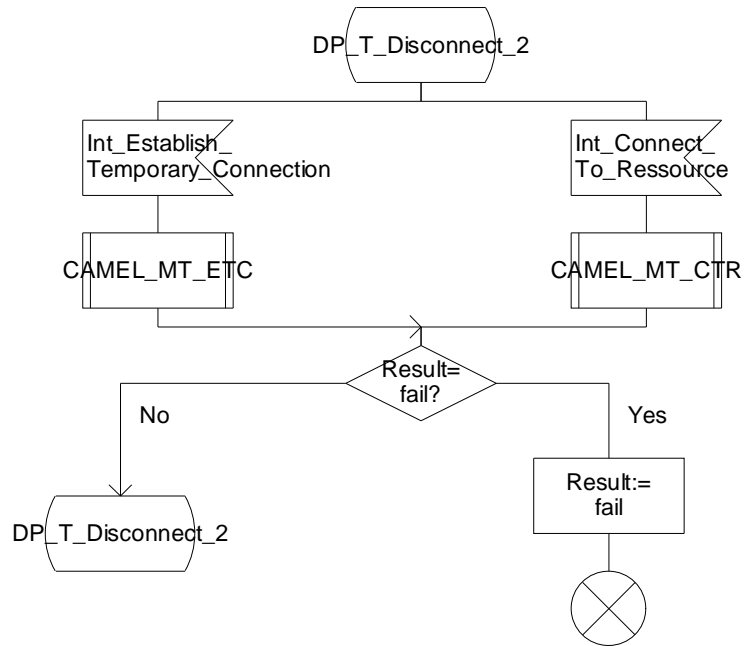 DP_T_Disconnect_2
Int_Establish_
Temporary_Connection
Int_Connect_
To_Ressource
CAMEL_MT_ETC
CAMEL_MT_CTR
Result=
fail?
No
Yes
Result:=
fail
DP_T_Disconnect_2